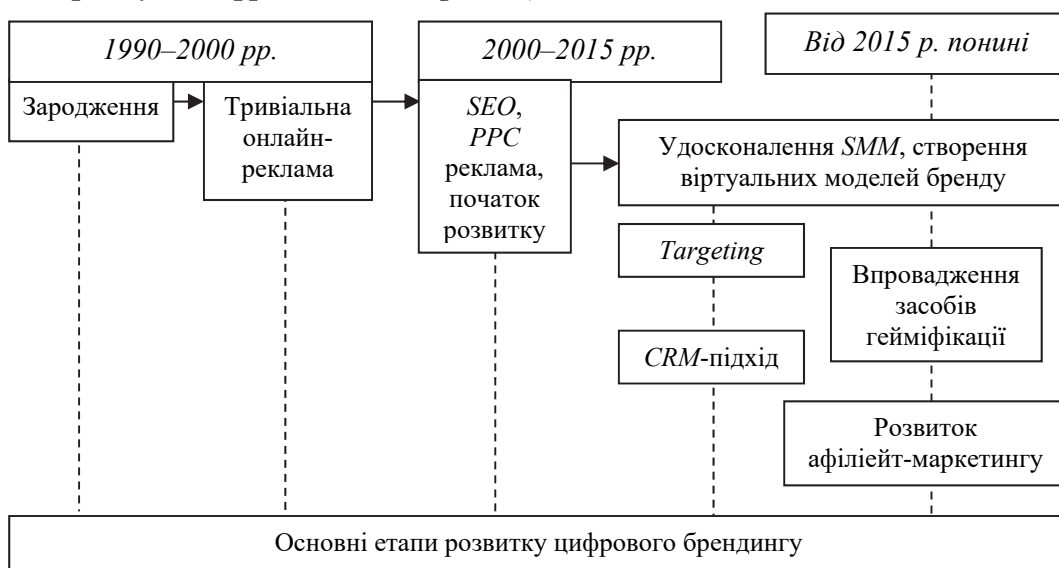 1990–2000 рр.
2000–2015 рр.
Від 2015 р. понині
Зародження
Тривіальна
онлайн-
реклама
SEO,
PPC
реклама,
початок
розвитку
Удосконалення SMM, створення
віртуальних моделей бренду
Targeting
CRM-підхід
Впровадження
засобів
гейміфікації
Розвиток
афіліейт-маркетингу
Основні етапи розвитку цифрового брендингу